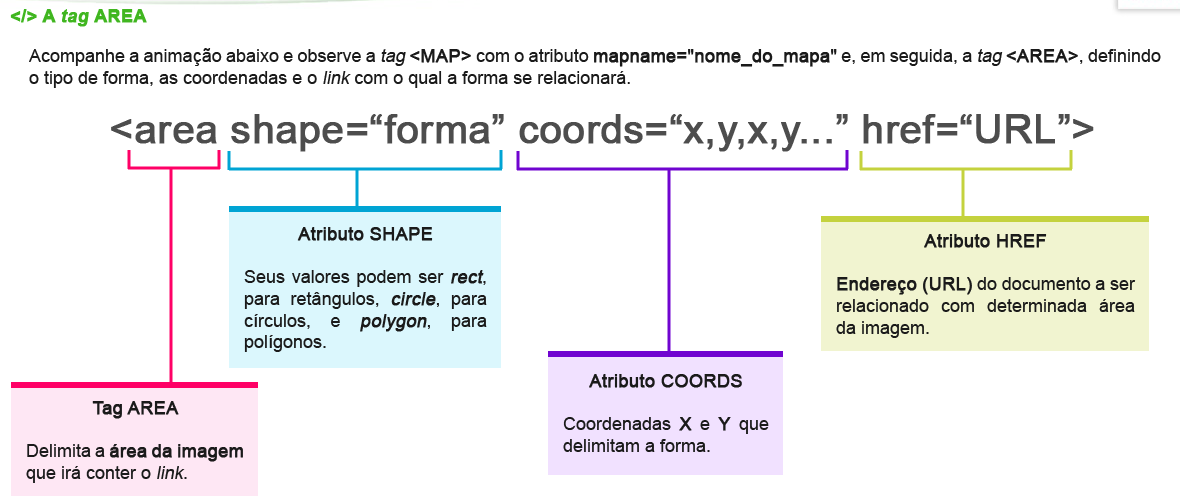 </> A tag AREA
Acompanhe a animação abaixo e observe a tag <MAP> com o atributo mapname="nome_do_mapa" e, em seguida, a tag <AREA>, definindo
o tipo de forma, as coordenadas e o link com o qual a forma se relacionará.
<area shape=“forma” coords=“x,y,x,y...” href=“URL”>
Atributo SHAPE
Seus valores podem ser rect,
para retângulos, circle, para
círculos, e polygon, para
polígonos.
Atributo HREF
Endereço (URL) do documento a ser
relacionado com determinada área
da imagem.
Atributo COORDS
Coordenadas X e Y que
delimitam a forma.
Tag AREA
Delimita a área da imagem
que irá conter o link.